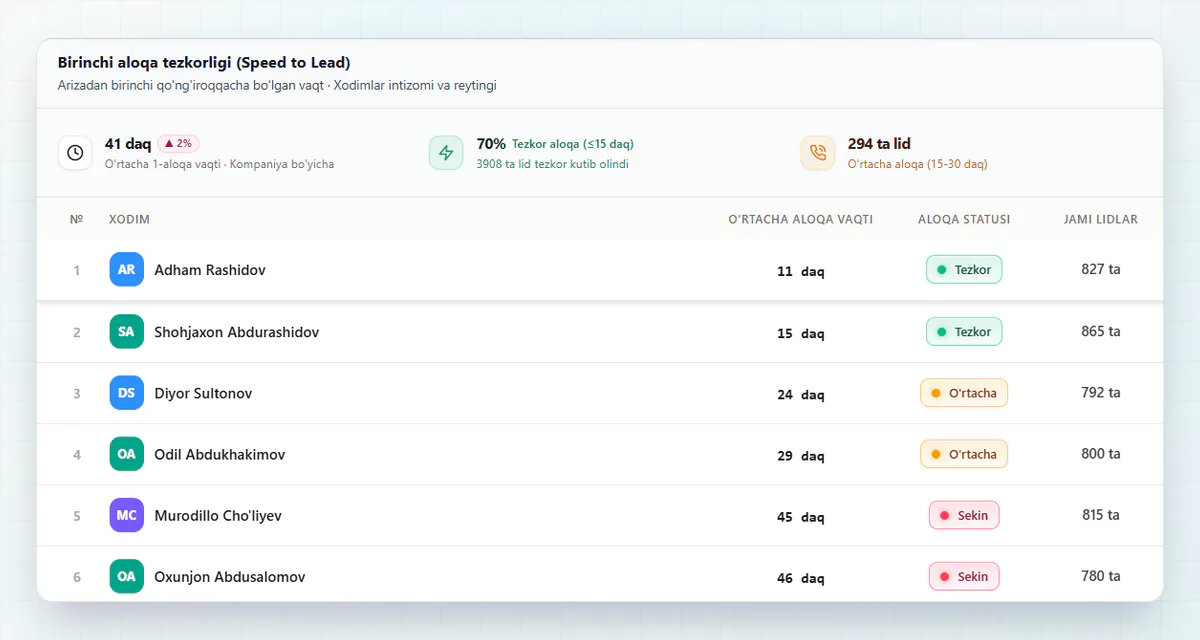 Birinchi aloqa tezkorligi (Speed to Lead)
Arizadan birinchi qo'ng'iroqqacha bo'lgan vaqt · Xodimlar intizomi va reytingi
41 daq ▲ 2%
O'rtacha 1-aloqa vaqti · Kompaniya bo'yicha
70% Tezkor aloqa (≤15 daq)
3908 ta lid tezkor kutib olindi
294 ta lid
O'rtacha aloqa (15-30 daq)
№ XODIM O'RTACHA ALOQA VAQTI ALOQA STATUSI JAMI LIDLAR
1 AR Adham Rashidov 11 daq Tezkor 827 ta
2 SA Shohjaxon Abdurashidov 15 daq Tezkor 865 ta
3 DS Diyor Sultonov 24 daq O'rtacha 792 ta
4 OA Odil Abdukhakimov 29 daq O'rtacha 800 ta
5 MC Murodillo Cho'liyev 45 daq Sekin 815 ta
6 OA Oxunjon Abdusalomov 46 daq Sekin 780 ta